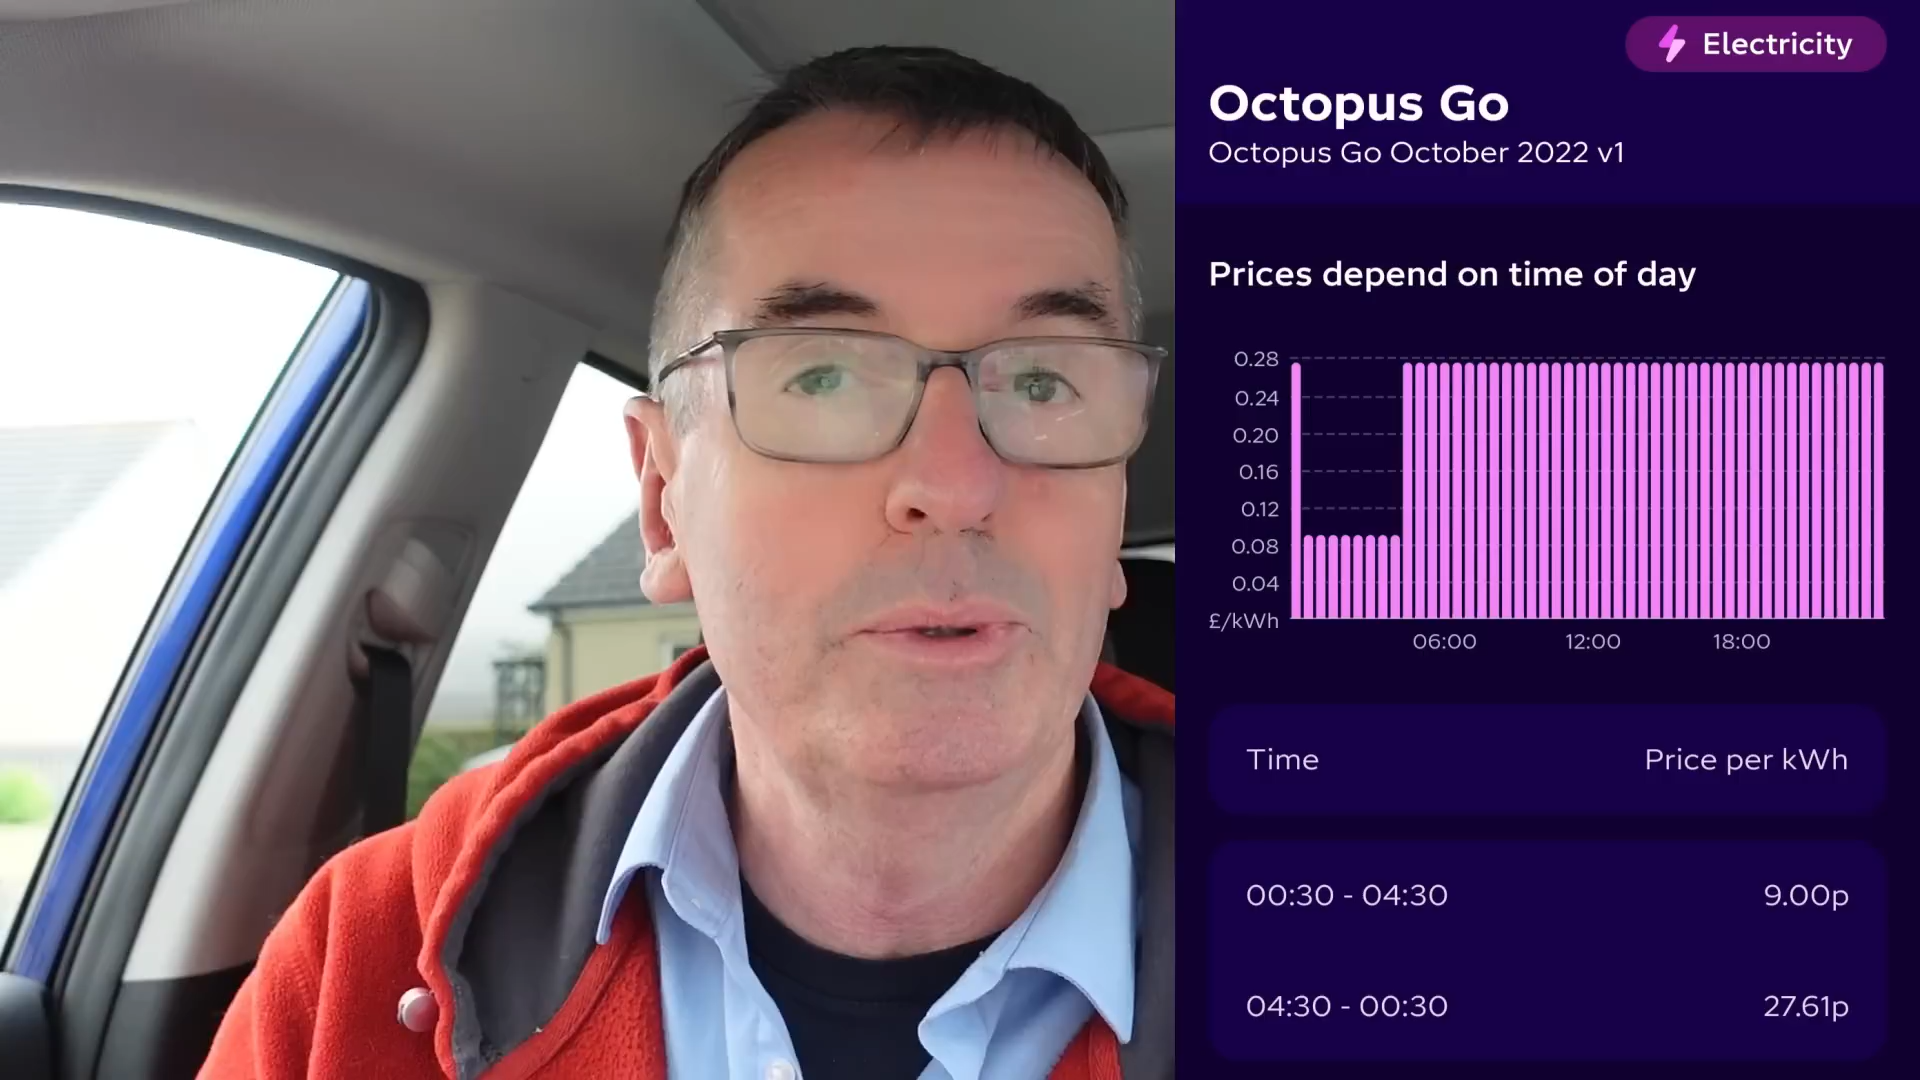 Electricity
Octopus Go
Octopus Go October 2022 v1
Prices depend on time of day
0.28
0.24
0.20
0.16
0.12
0.08
0.04
£/kWh
06:00 12:00 18:00
Time Price per kWh
00:30 - 04:30 9.00p
04:30 - 00:30 27.61p